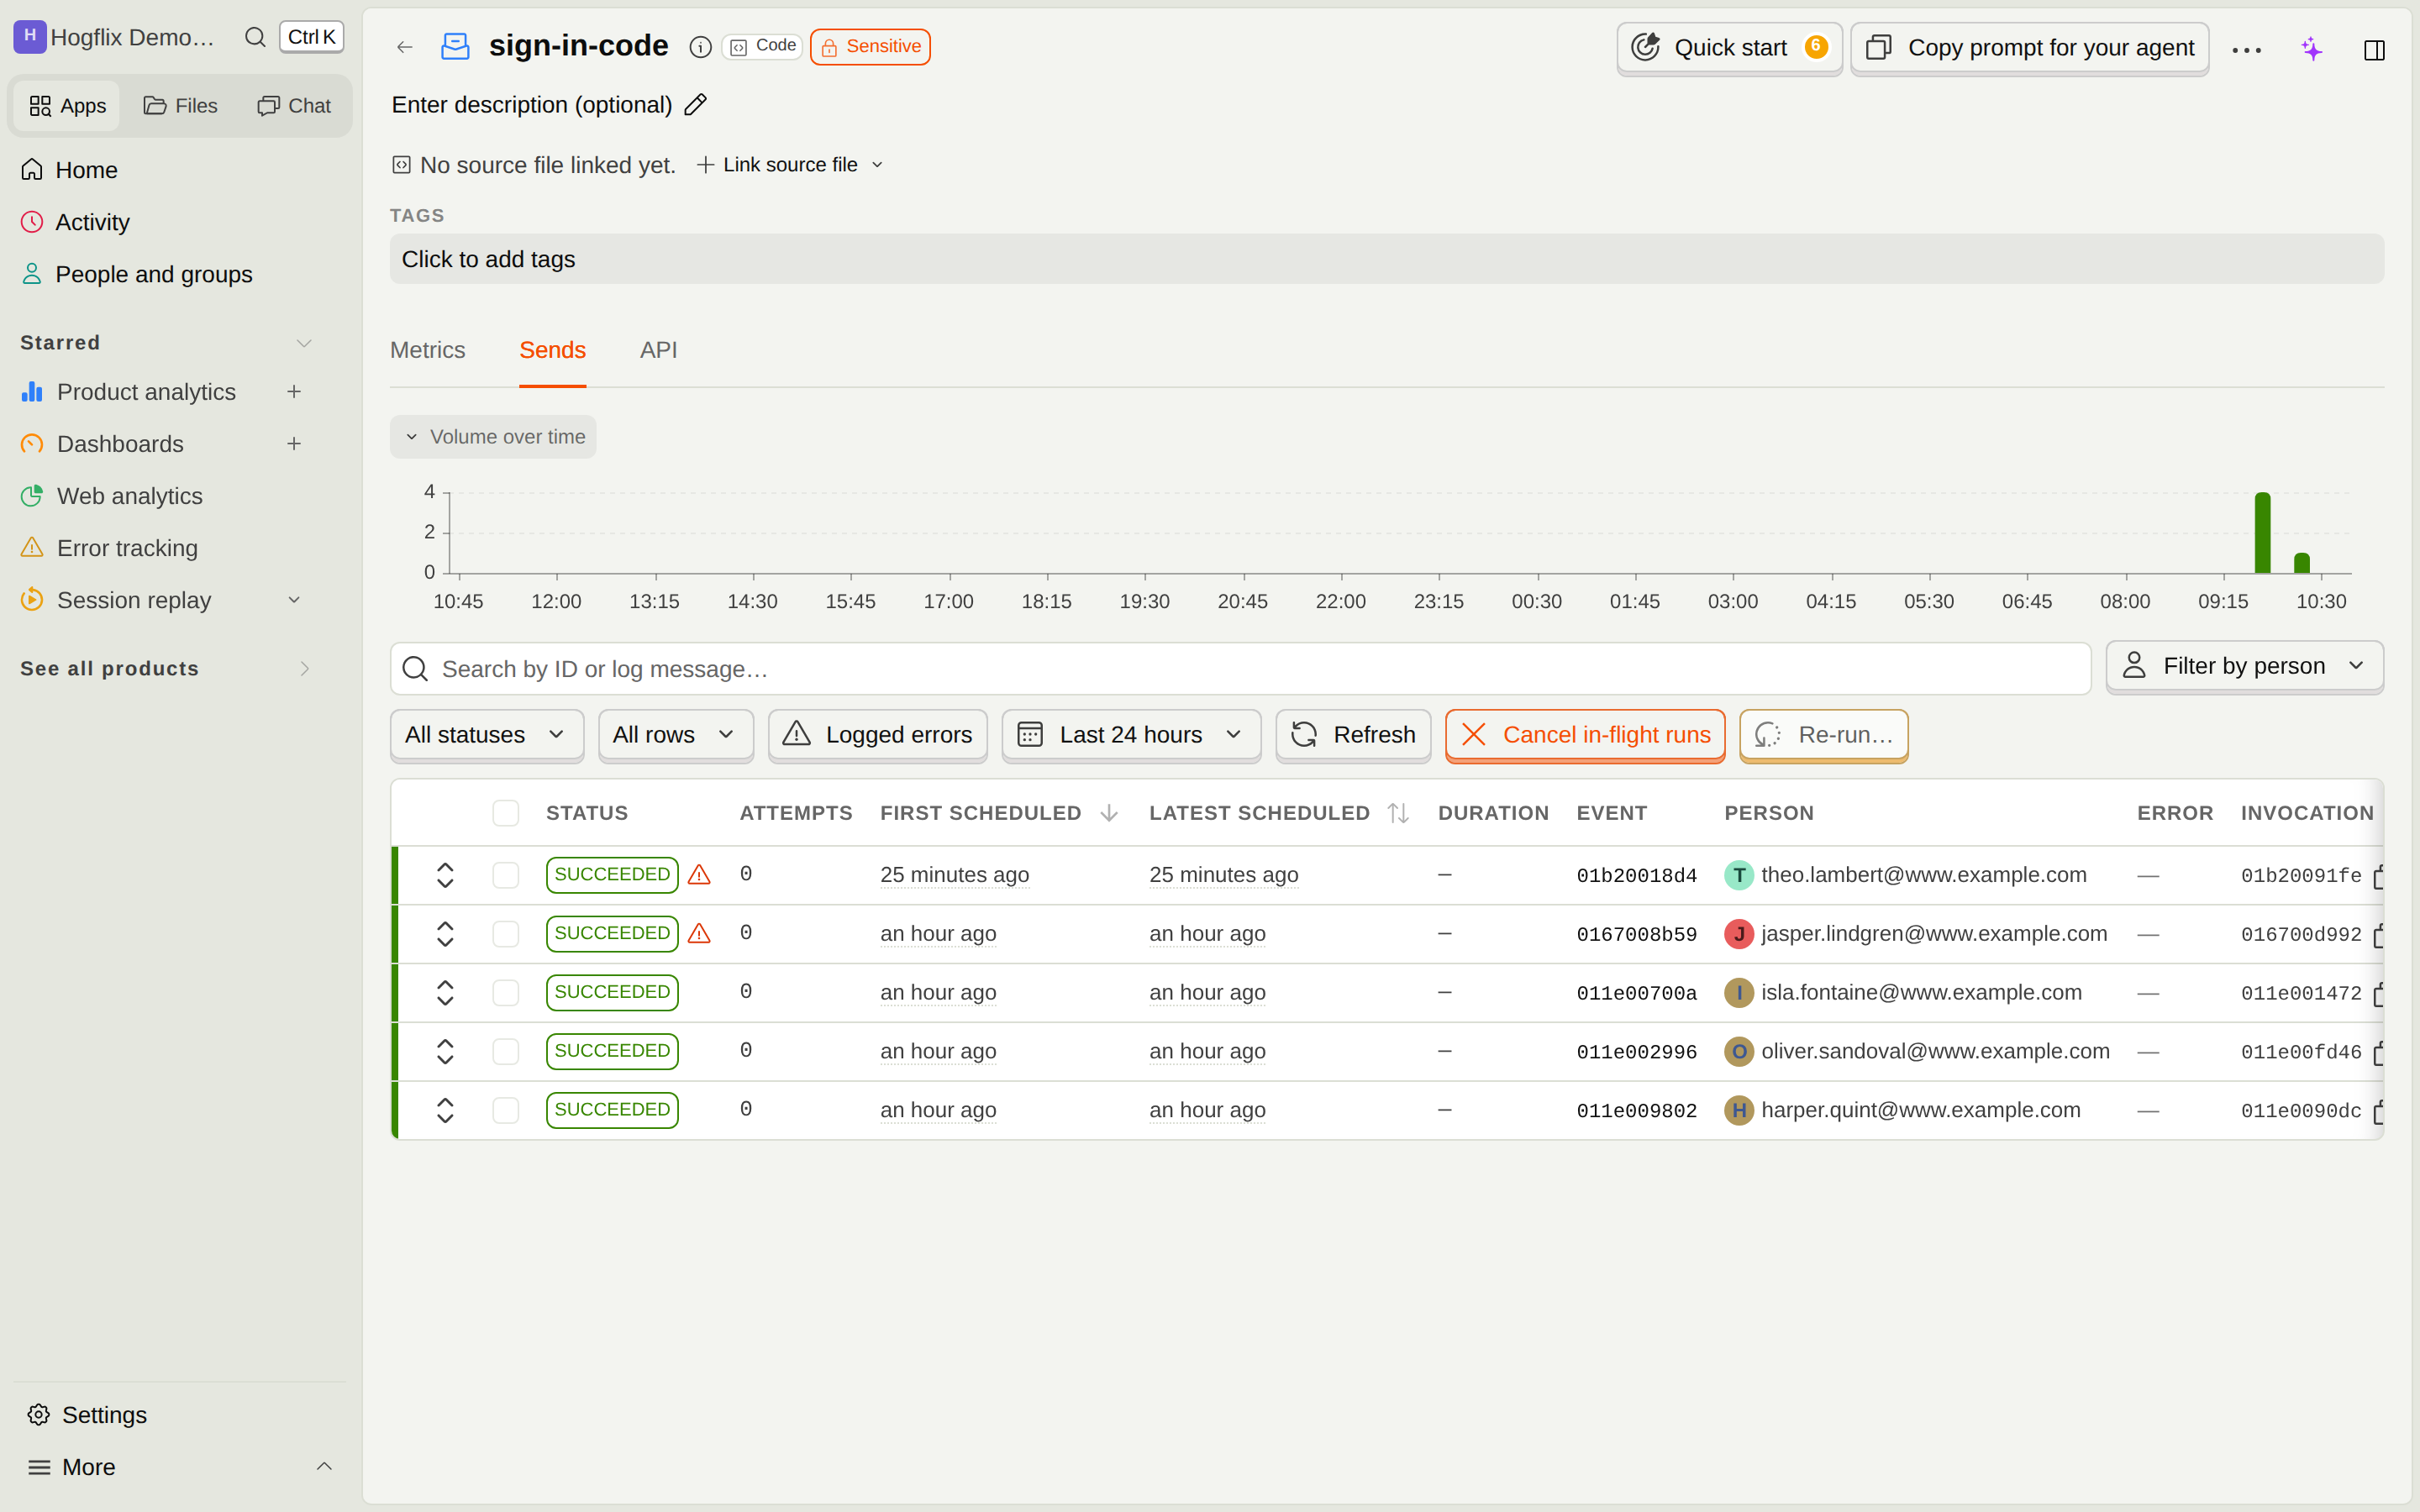 H Hogflix Demo… Ctrl K
Apps Files Chat
Home
Activity
People and groups
Starred
Product analytics
Dashboards
Web analytics
Error tracking
Session replay
See all products
Settings
More
sign-in-code Code Sensitive
Quick start 6 Copy prompt for your agent
Enter description (optional)
No source file linked yet. Link source file
TAGS
Click to add tags
Metrics Sends API
Volume over time
4
2
0
10:45 12:00 13:15 14:30 15:45 17:00 18:15 19:30 20:45 22:00 23:15 00:30 01:45 03:00 04:15 05:30 06:45 08:00 09:15 10:30
Search by ID or log message… Filter by person
All statuses All rows Logged errors Last 24 hours Refresh Cancel in-flight runs Re-run…
STATUS ATTEMPTS FIRST SCHEDULED LATEST SCHEDULED DURATION EVENT PERSON ERROR INVOCATION
SUCCEEDED 0 25 minutes ago 25 minutes ago – 01b20018d4 T theo.lambert@www.example.com — 01b20091fe
SUCCEEDED 0 an hour ago an hour ago – 0167008b59 J jasper.lindgren@www.example.com — 016700d992
SUCCEEDED 0 an hour ago an hour ago – 011e00700a I isla.fontaine@www.example.com — 011e001472
SUCCEEDED 0 an hour ago an hour ago – 011e002996 O oliver.sandoval@www.example.com — 011e00fd46
SUCCEEDED 0 an hour ago an hour ago – 011e009802 H harper.quint@www.example.com — 011e0090dc